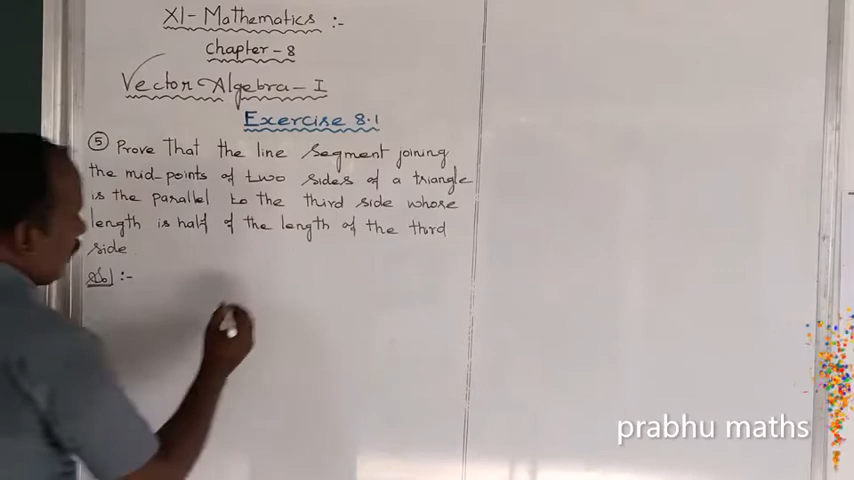 XI- Mathematics :-
Chapter - 8
Vector Algebra - I
Exercise 8.1
⑤ Prove That the line segment joining
the mid-points of two sides of a triangle
is the parallel to the third side whose
length is half of the length of the third
side
Sol :-
prabhu maths